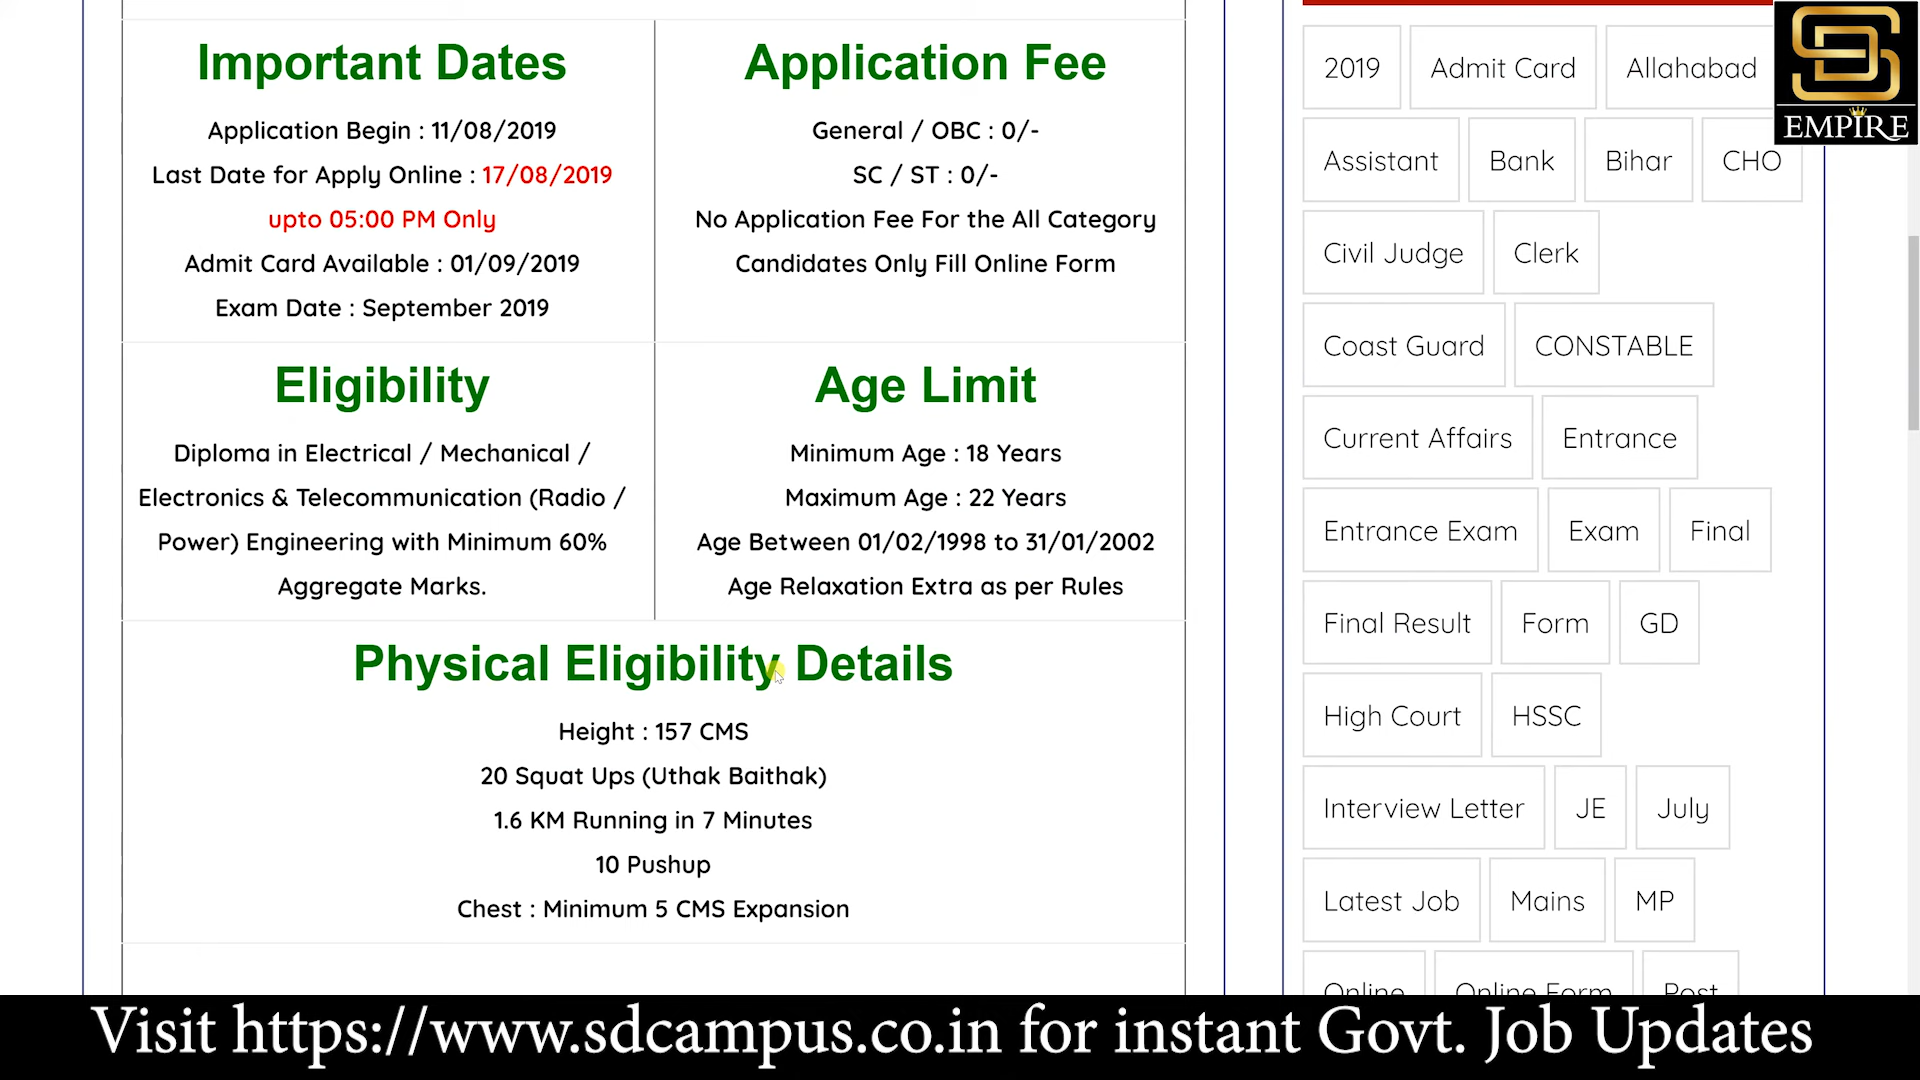 Important Dates
Application Begin : 11/08/2019
Last Date for Apply Online : 17/08/2019
upto 05:00 PM Only
Admit Card Available : 01/09/2019
Exam Date : September 2019
Application Fee
General / OBC : 0/-
SC / ST : 0/-
No Application Fee For the All Category
Candidates Only Fill Online Form
Eligibility
Diploma in Electrical / Mechanical /
Electronics & Telecommunication (Radio /
Power) Engineering with Minimum 60%
Aggregate Marks.
Age Limit
Minimum Age : 18 Years
Maximum Age : 22 Years
Age Between 01/02/1998 to 31/01/2002
Age Relaxation Extra as per Rules
Physical Eligibility Details
Height : 157 CMS
20 Squat Ups (Uthak Baithak)
1.6 KM Running in 7 Minutes
10 Pushup
Chest : Minimum 5 CMS Expansion
2019 Admit Card Allahabad
Assistant Bank Bihar CHO
Civil Judge Clerk
Coast Guard CONSTABLE
Current Affairs Entrance
Entrance Exam Exam Final
Final Result Form GD
High Court HSSC
Interview Letter JE July
Latest Job Mains MP
Online Online Form Post
SD
EMPIRE
Visit https://www.sdcampus.co.in for instant Govt. Job Updates